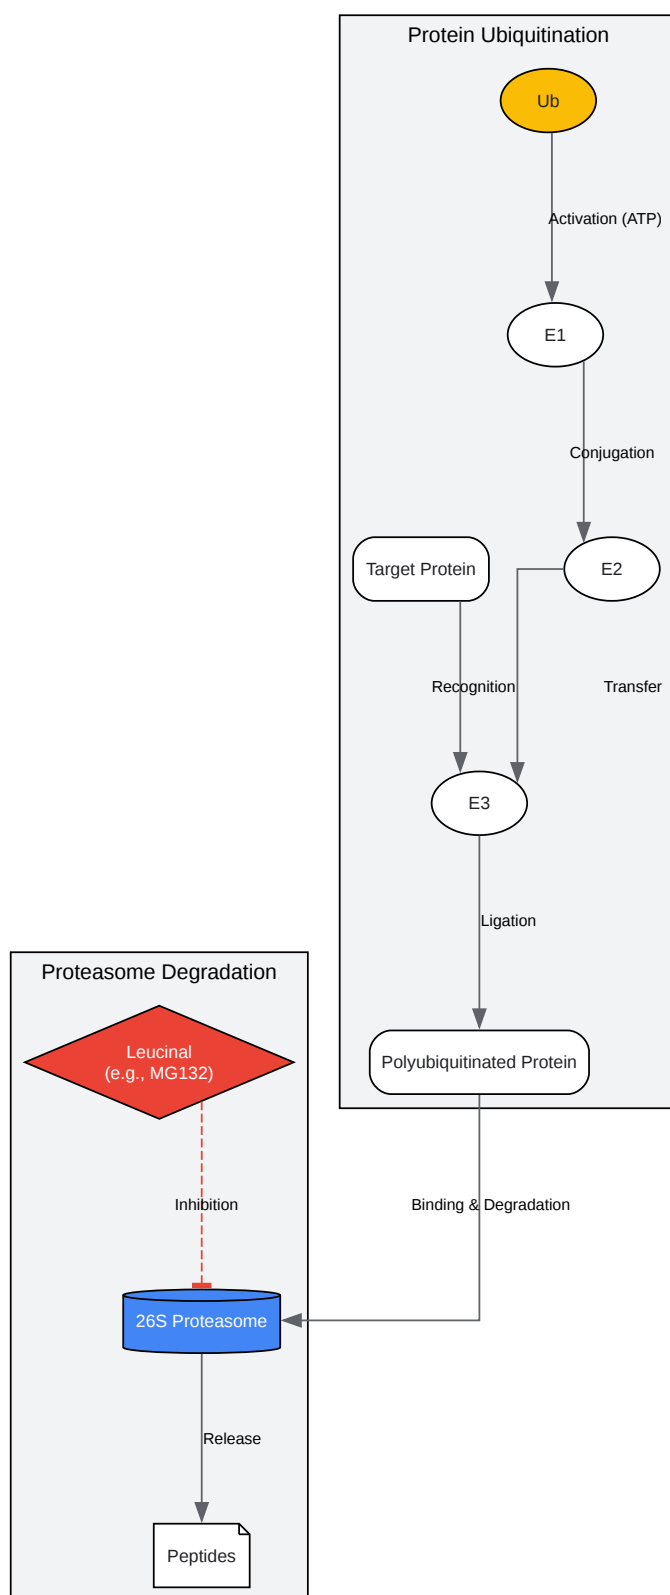 Protein Ubiquitination
Ub
Activation (ATP)
E1
Conjugation
Target Protein
E2
Recognition
Transfer
E3
Ligation
Proteasome Degradation
Leucinal
(e.g., MG132)
Polyubiquitinated Protein
Inhibition
Binding & Degradation
26S Proteasome
Release
Peptides